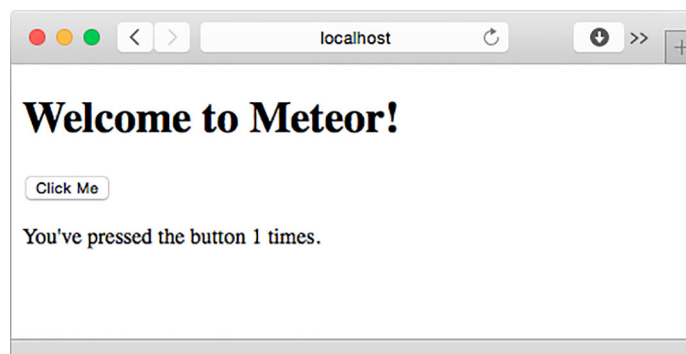 localhost
Welcome to Meteor!
Click Me
You've pressed the button 1 times.